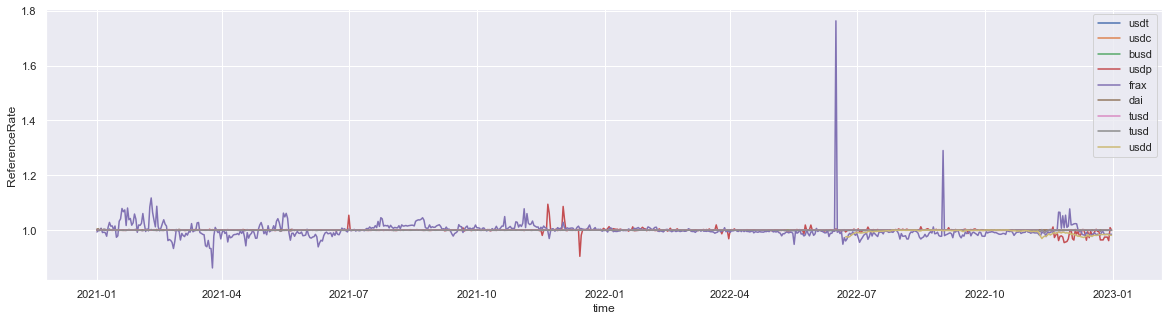 1.8
1.6
1.4
1.2
1.0
ReferenceRate
2021-01
2021-04
2021-07
2021-10
2022-01
2022-04
2022-07
2022-10
2023-01
time
usdt
usdc
busd
usdp
frax
dai
tusd
tusd
usdd